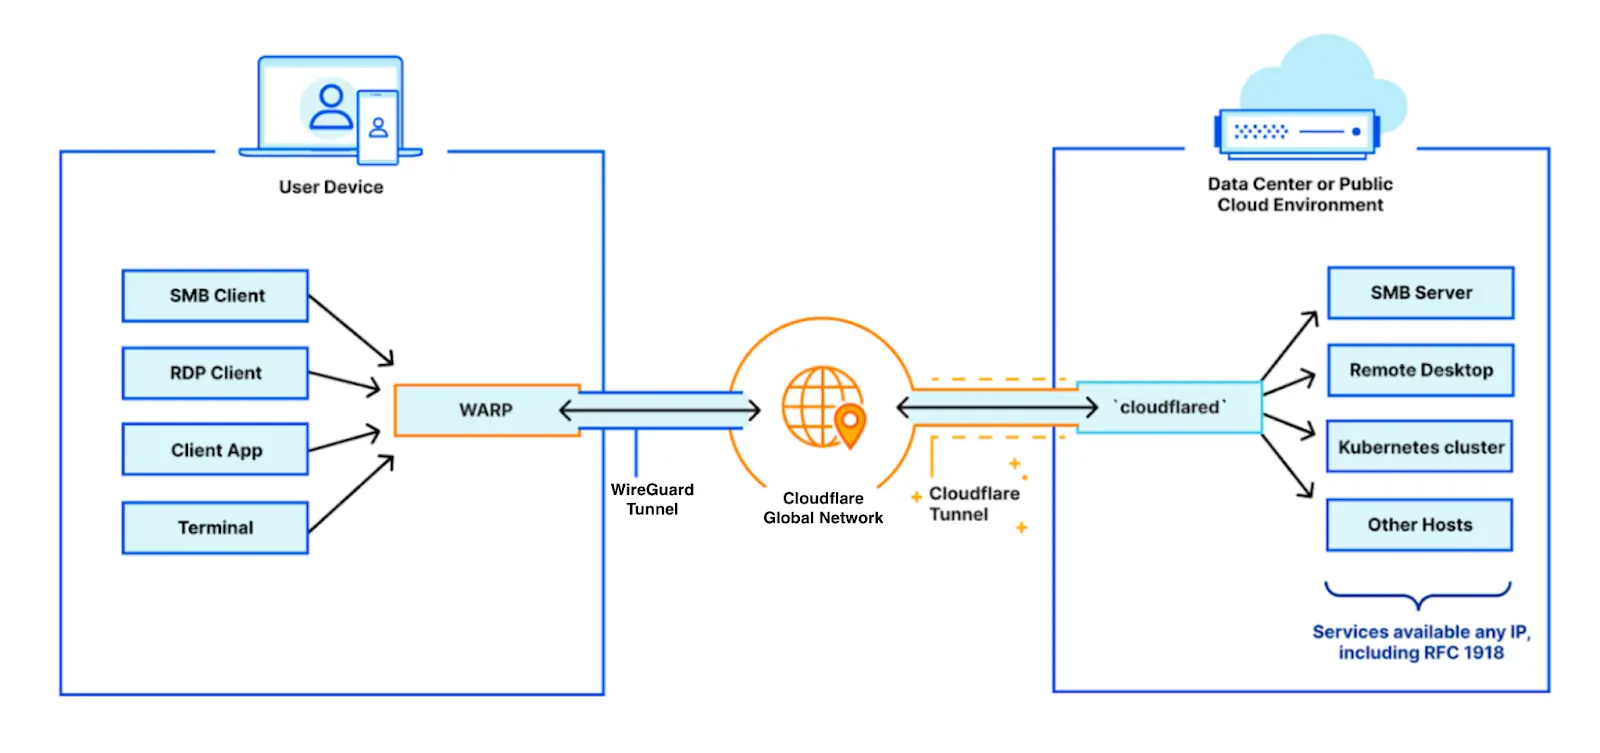 User Device
Data Center or Public
Cloud Environment
SMB Client
RDP Client
Client App
Terminal
WARP
WireGuard
Tunnel
Cloudflare
Global Network
Cloudflare
Tunnel
`cloudflared`
SMB Server
Remote Desktop
Kubernetes cluster
Other Hosts
Services available any IP,
including RFC 1918